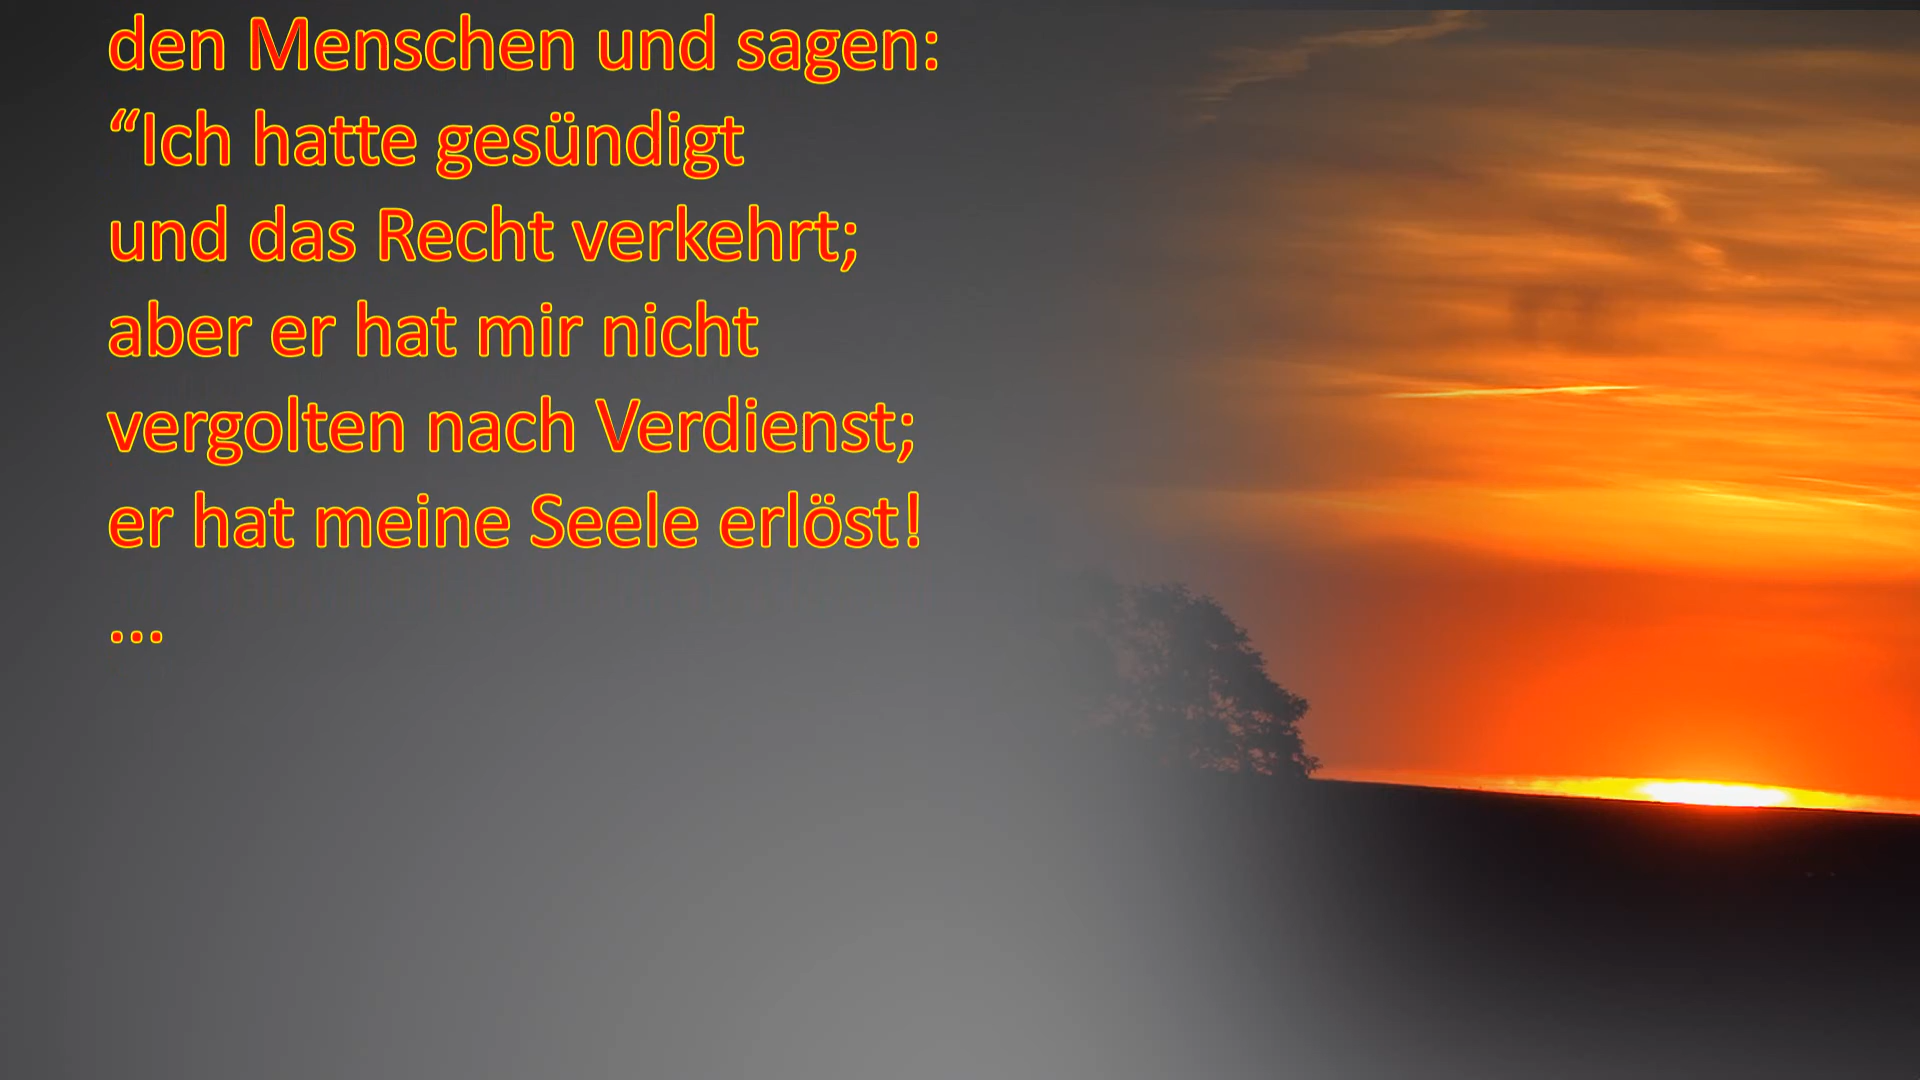 den Menschen und sagen:
“Ich hatte gesündigt
und das Recht verkehrt;
aber er hat mir nicht
vergolten nach Verdienst;
er hat meine Seele erlöst!
...